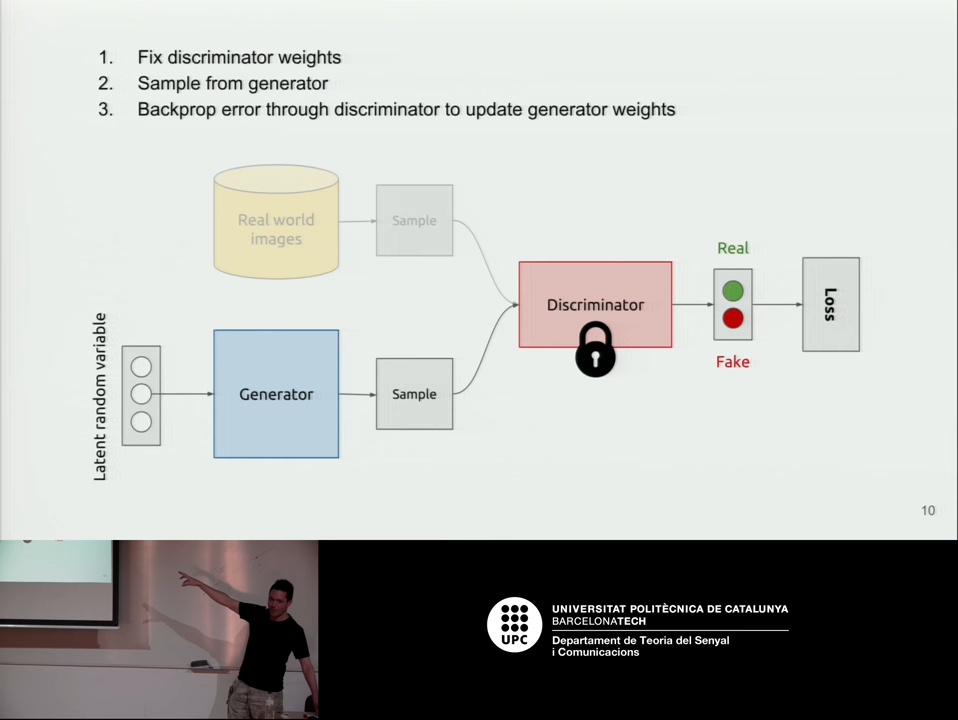 1. Fix discriminator weights
2. Sample from generator
3. Backprop error through discriminator to update generator weights
Real world
images
Sample
Latent random variable
Generator
Sample
Discriminator
Real
Fake
Loss
10
UPC
UNIVERSITAT POLITÈCNICA DE CATALUNYA
BARCELONATECH
Departament de Teoria del Senyal
i Comunicacions